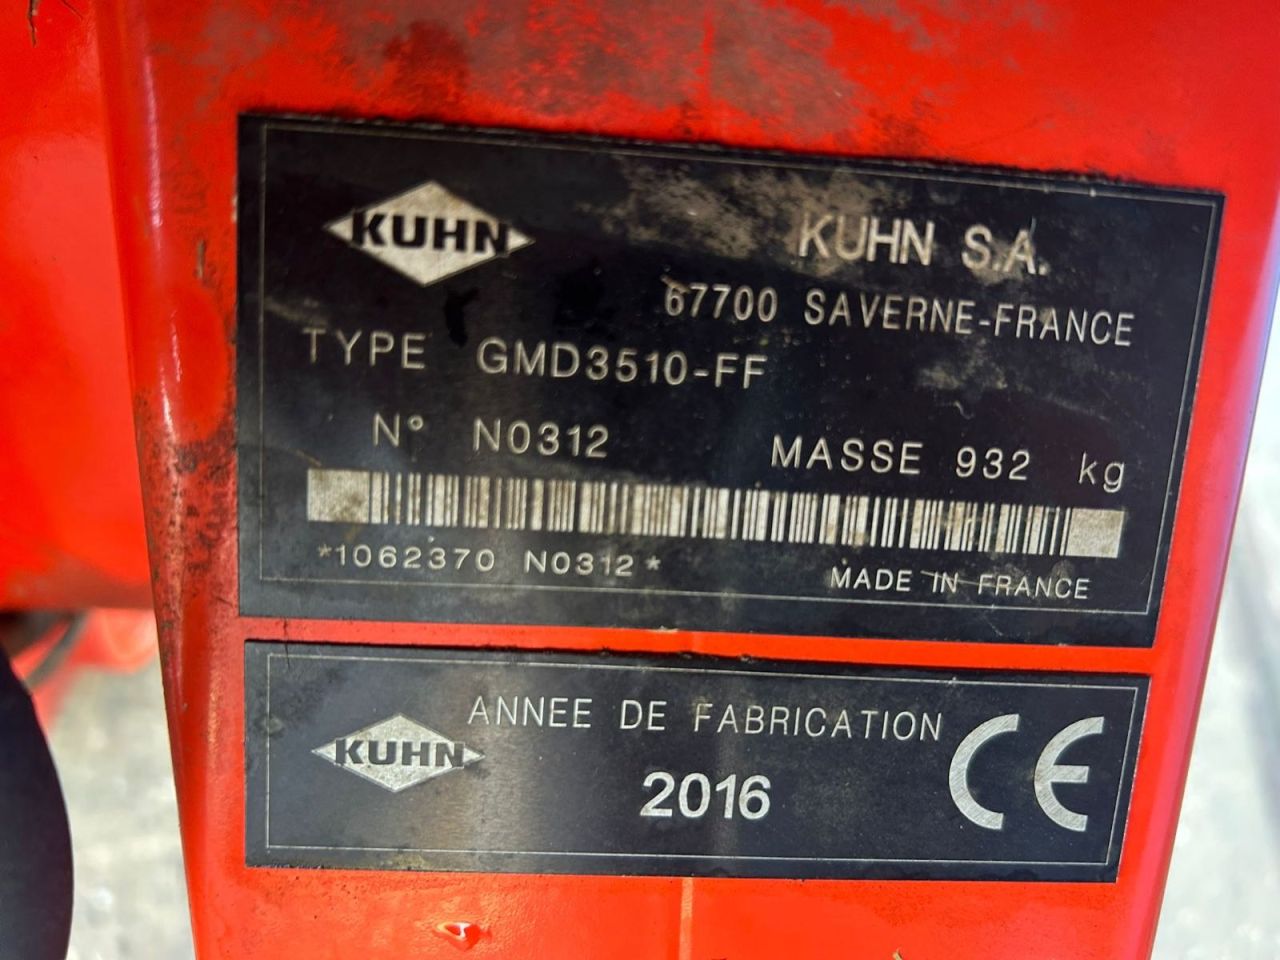 KUHN
KUHN S.A.
67700 SAVERNE-FRANCE
TYPE GMD3510-FF
N° N0312
MASSE 932 kg
*1062370 N0312*
MADE IN FRANCE
KUHN
ANNEE DE FABRICATION
2016
CE